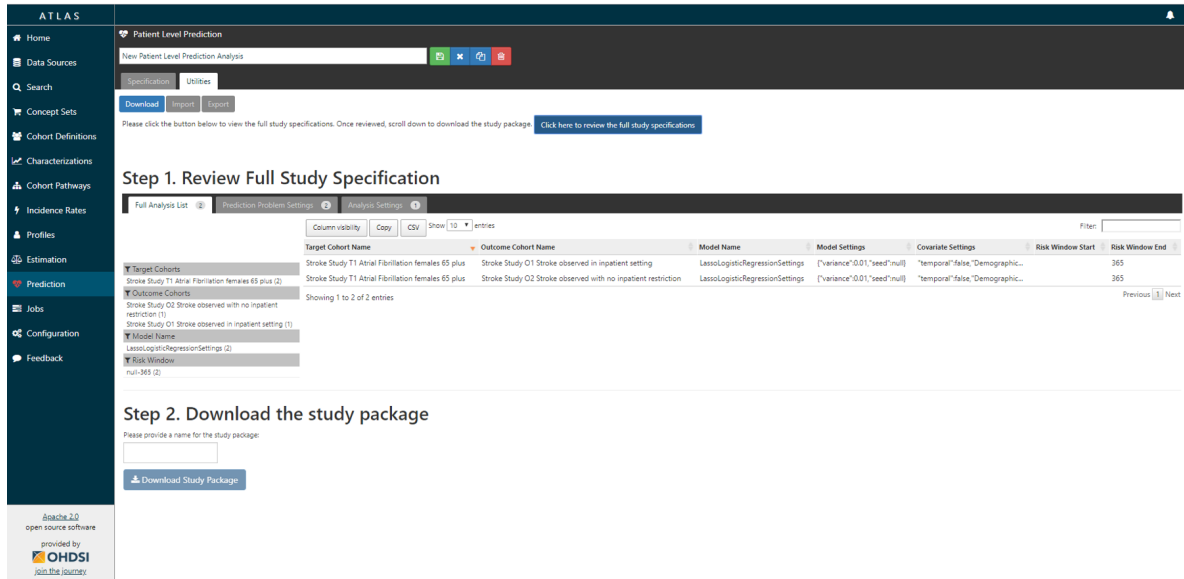 ATLAS
Home
Data Sources
Search
Concept Sets
Cohort Definitions
Characterizations
Cohort Pathways
Incidence Rates
Profiles
Estimation
Prediction
Jobs
Configuration
Feedback
Apache 2.0
open source software
provided by
OHDSI
join the journey
Patient Level Prediction
New Patient Level Prediction Analysis
Specification Utilities
Download Import Export
Please click the button below to view the full study specifications. Once reviewed, scroll down to download the study package. Click here to review the full study specifications
Step 1. Review Full Study Specification
Full Analysis List 2 Prediction Problem Settings 2 Analysis Settings 1
Column visibility Copy CSV Show 10 entries Filter:
Target Cohorts
Stroke Study T1 Atrial Fibrillation females 65 plus (2)
Outcome Cohorts
Stroke Study O2 Stroke observed with no inpatient
restriction (1)
Stroke Study O1 Stroke observed in inpatient setting (1)
Model Name
LassoLogisticRegressionSettings (2)
Risk Window
null-365 (2)
Target Cohort Name Outcome Cohort Name Model Name Model Settings Covariate Settings Risk Window Start Risk Window End
Stroke Study T1 Atrial Fibrillation females 65 plus Stroke Study O1 Stroke observed in inpatient setting LassoLogisticRegressionSettings {"variance":0.01,"seed":null} "temporal":false,"Demographic... 365
Stroke Study T1 Atrial Fibrillation females 65 plus Stroke Study O2 Stroke observed with no inpatient restriction LassoLogisticRegressionSettings {"variance":0.01,"seed":null} "temporal":false,"Demographic... 365
Showing 1 to 2 of 2 entries Previous 1 Next
Step 2. Download the study package
Please provide a name for the study package:
Download Study Package